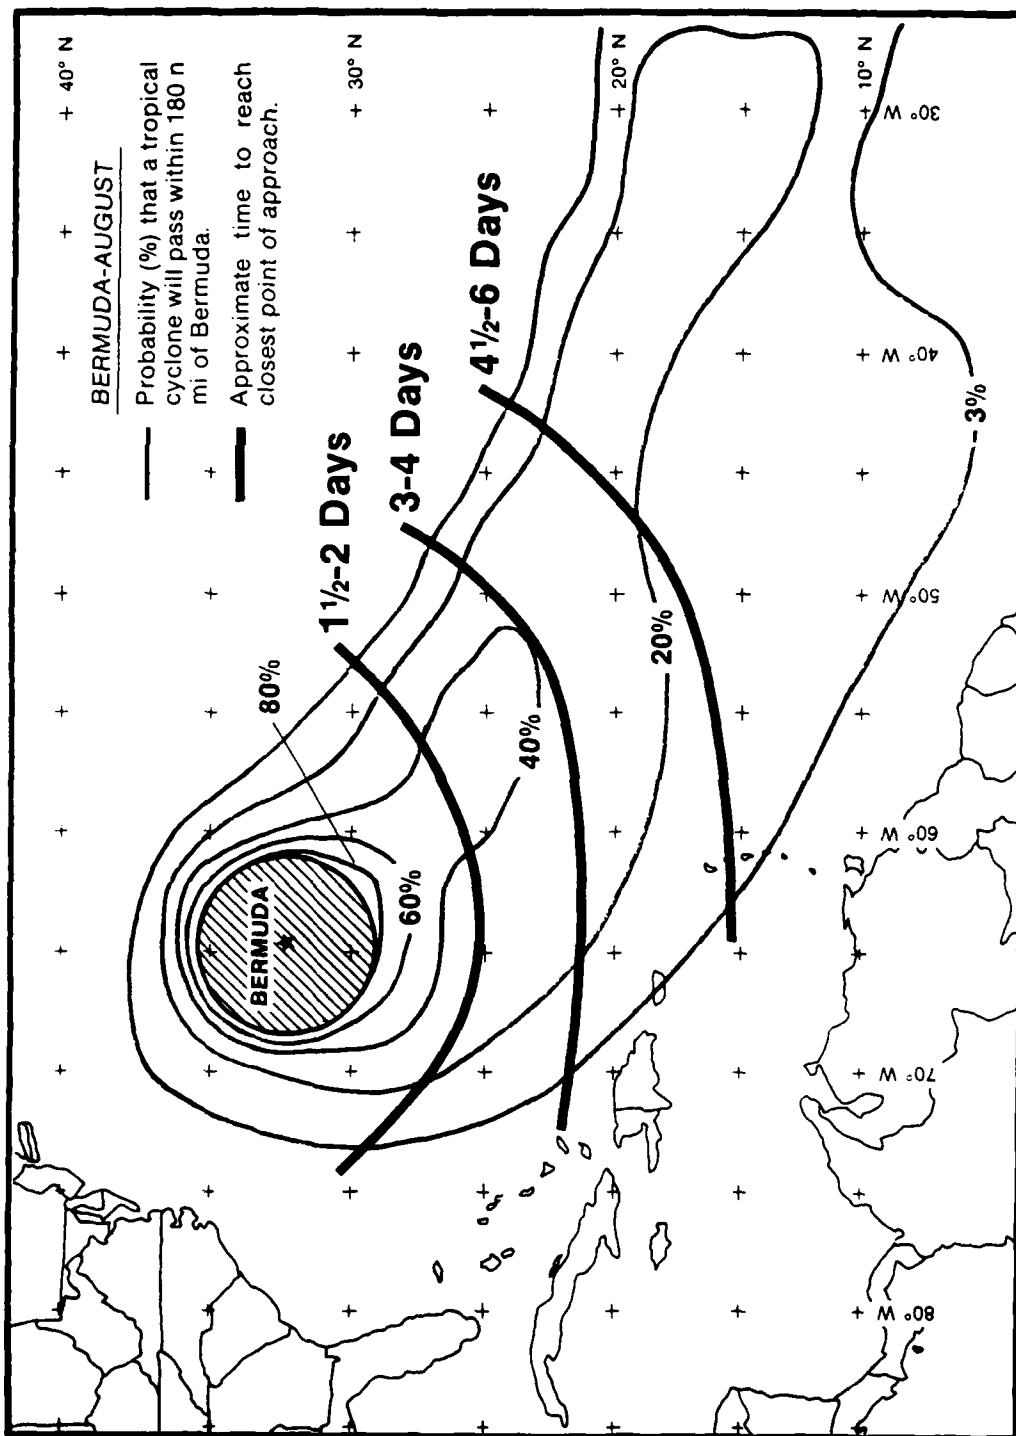 BERMUDA-AUGUST
Probability (%) that a tropical
cyclone will pass within 180 n
mi of Bermuda.
Approximate time to reach
closest point of approach.
40° N
30° N
20° N
10° N
30° W
40° W
50° W
60° W
70° W
80° W
1½-2 Days
3-4 Days
4½-6 Days
80%
60%
40%
20%
3%
BERMUDA